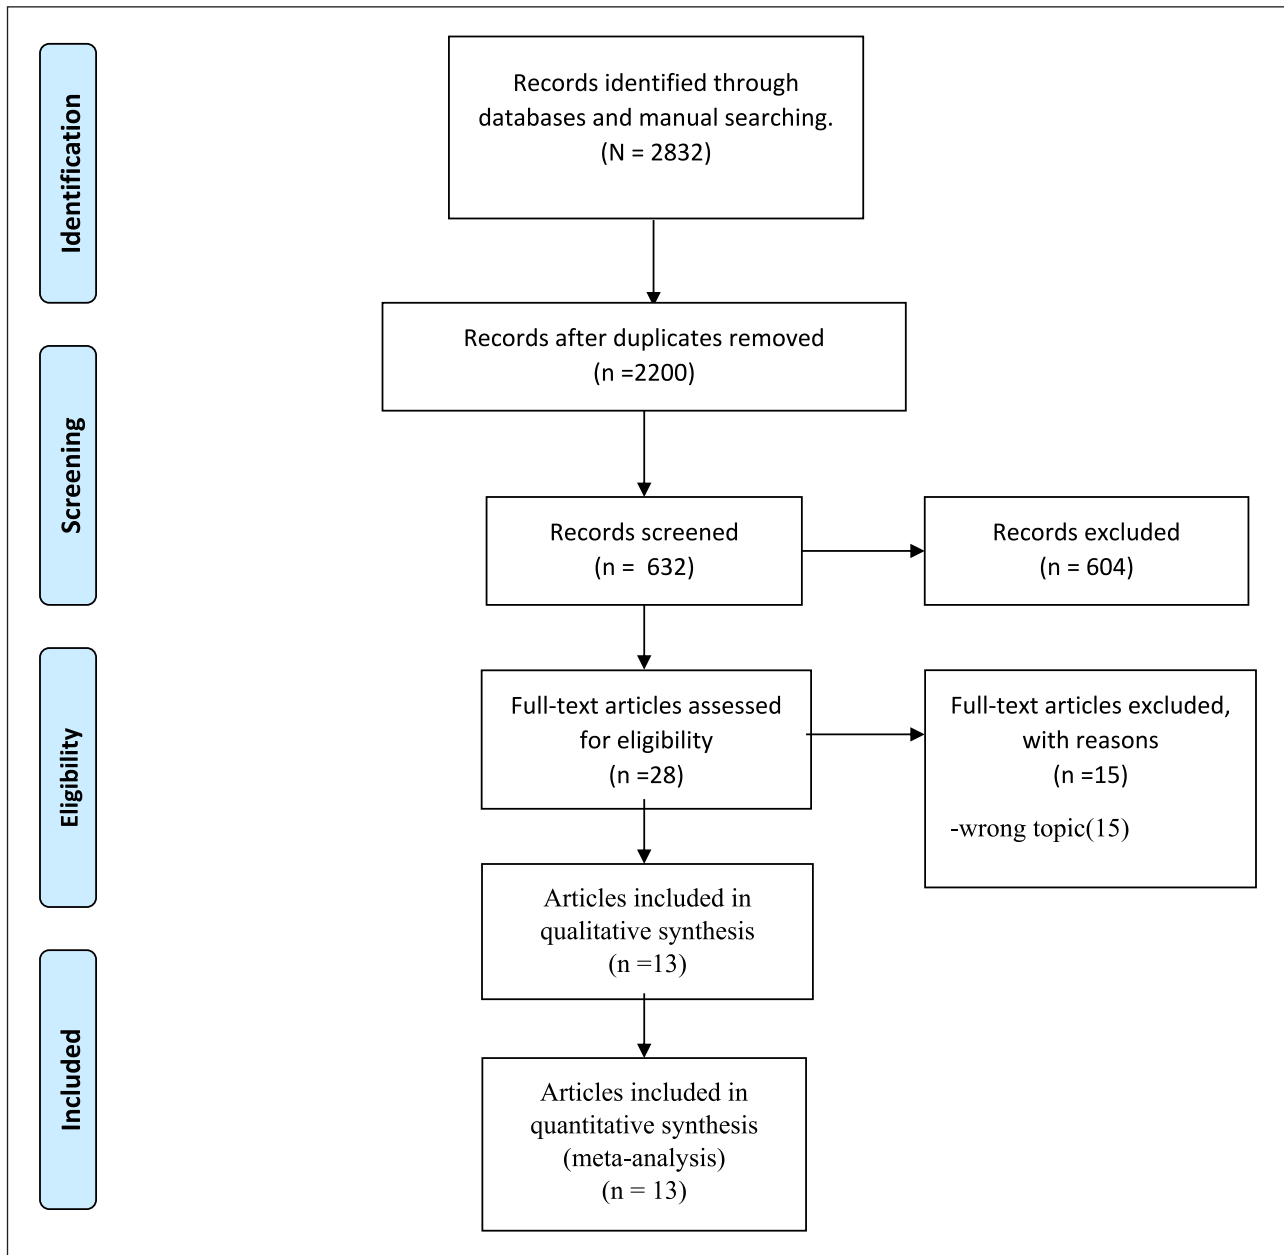 Identification
Records identified through
databases and manual searching.
(N = 2832)
Records after duplicates removed
(n =2200)
Screening
Records screened
(n =  632)
Records excluded
(n = 604)
Eligibility
Full-text articles assessed
for eligibility
(n =28)
Full-text articles excluded,
with reasons
(n =15)
-wrong topic(15)
Articles included in
qualitative synthesis
(n =13)
Included
Articles included in
quantitative synthesis
(meta-analysis)
(n = 13)